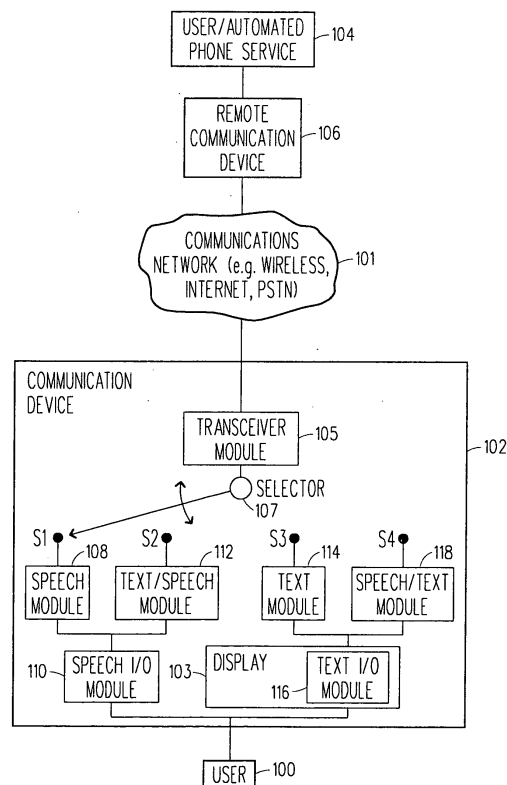 USER/AUTOMATED
PHONE SERVICE
104
REMOTE
COMMUNICATION
DEVICE
106
COMMUNICATIONS
NETWORK (e.g. WIRELESS,
INTERNET, PSTN)
101
COMMUNICATION
DEVICE
TRANSCEIVER
MODULE
105
102
SELECTOR
107
S1
S2
S3
S4
108
112
114
118
SPEECH
MODULE
TEXT/SPEECH
MODULE
TEXT
MODULE
SPEECH/TEXT
MODULE
110
SPEECH I/O
MODULE
103
DISPLAY
TEXT I/O
MODULE
116
USER
100